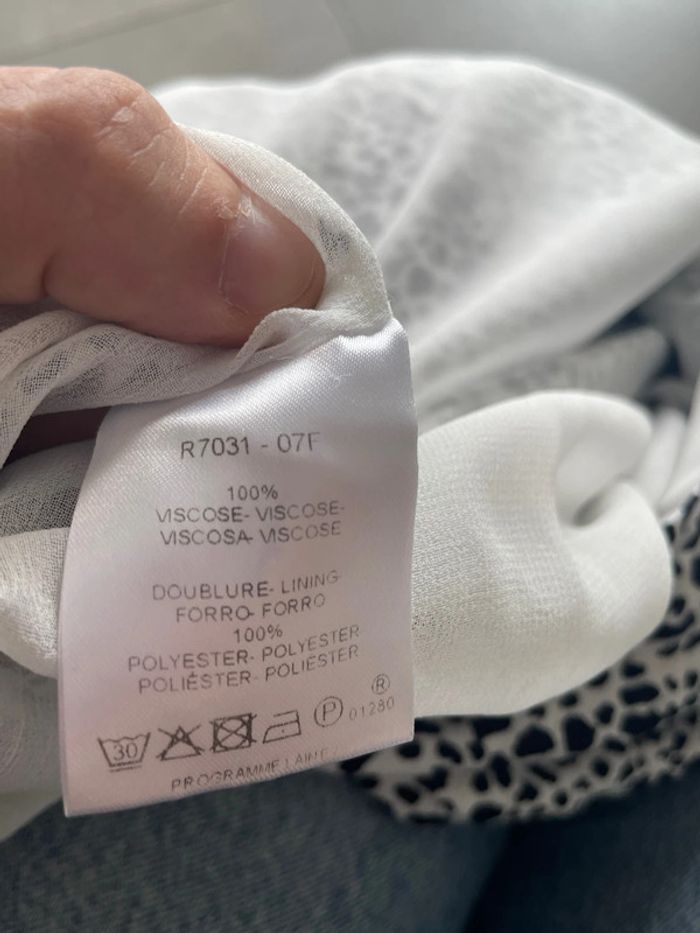 R7031 - 07F
100%
VISCOSE- VISCOSE-
VISCOSA- VISCOSE
DOUBLURE- LINING
FORRO- FORRO
100%
POLYESTER- POLYESTER
POLIÉSTER- POLIÉSTER
®
30 P 01280
PROGRAMME LAINE